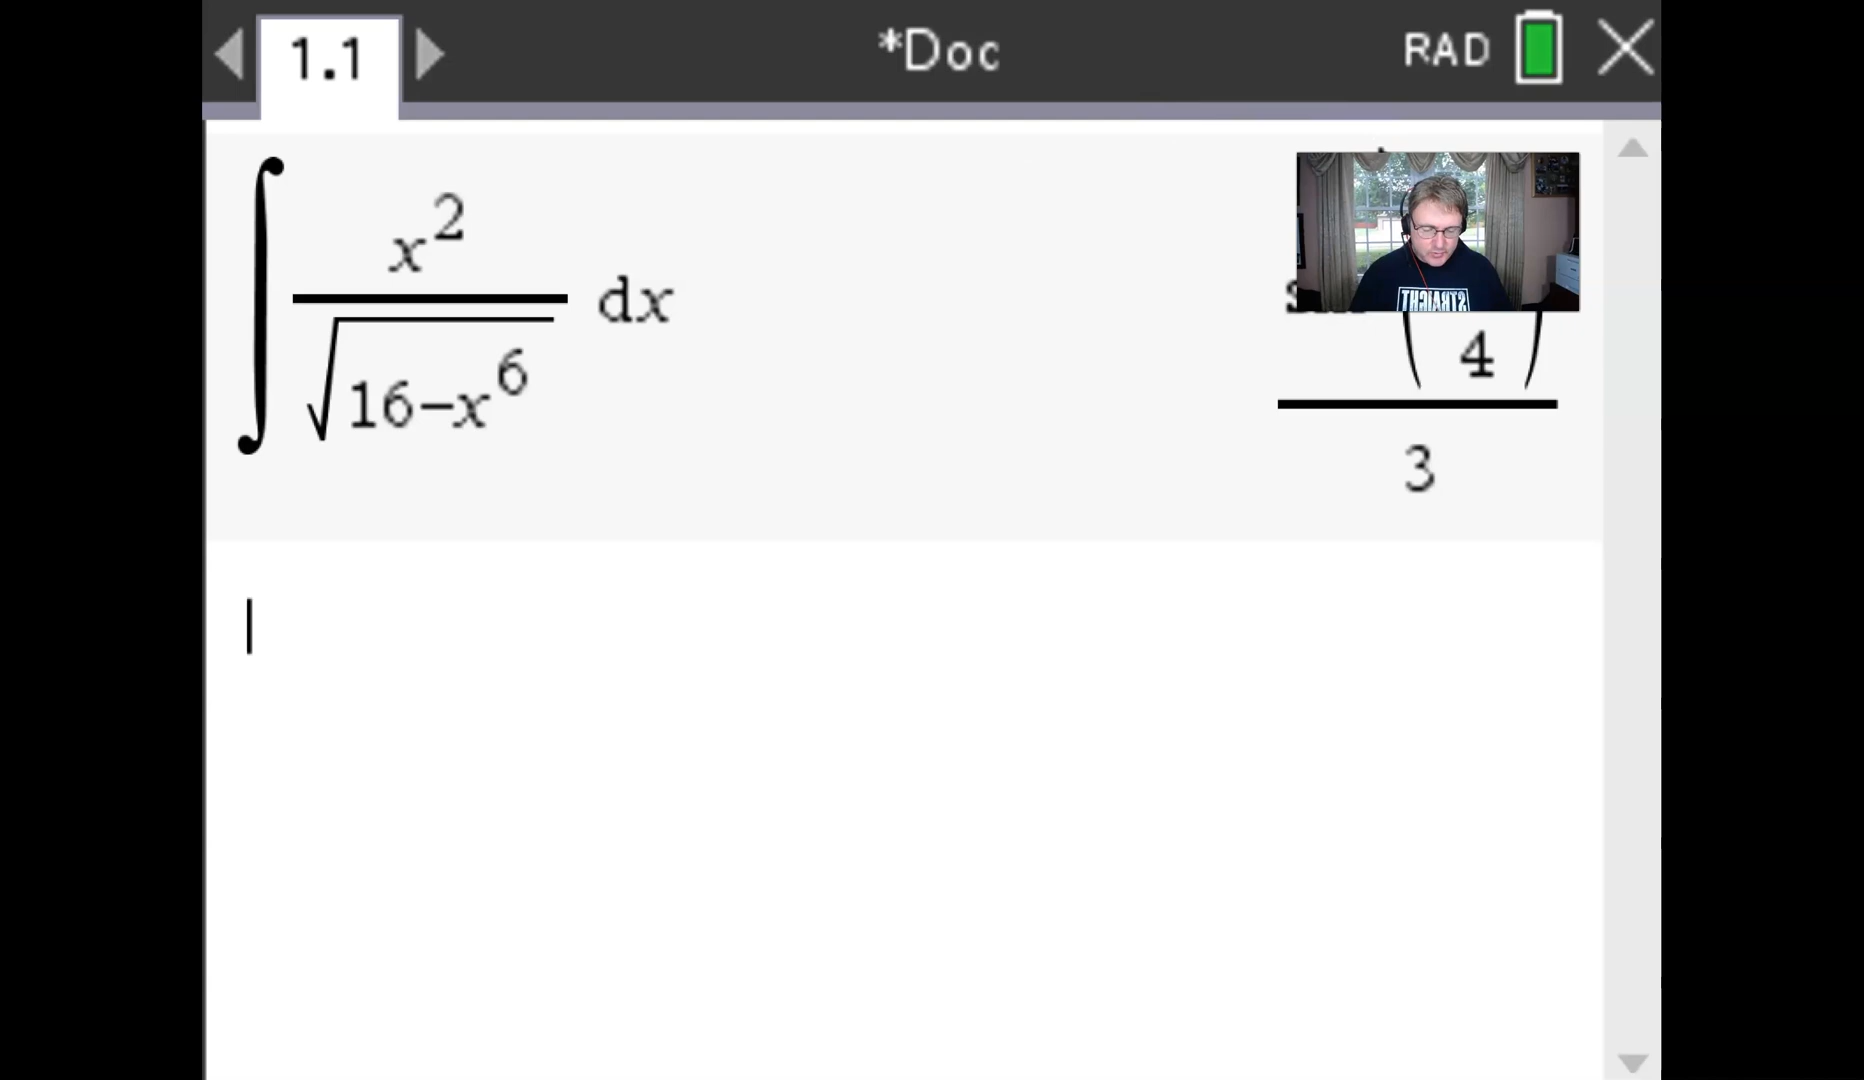 1.1 *Doc RAD
∫ x^2 / √(16-x^6) dx
(4)
3
STRAIGHT